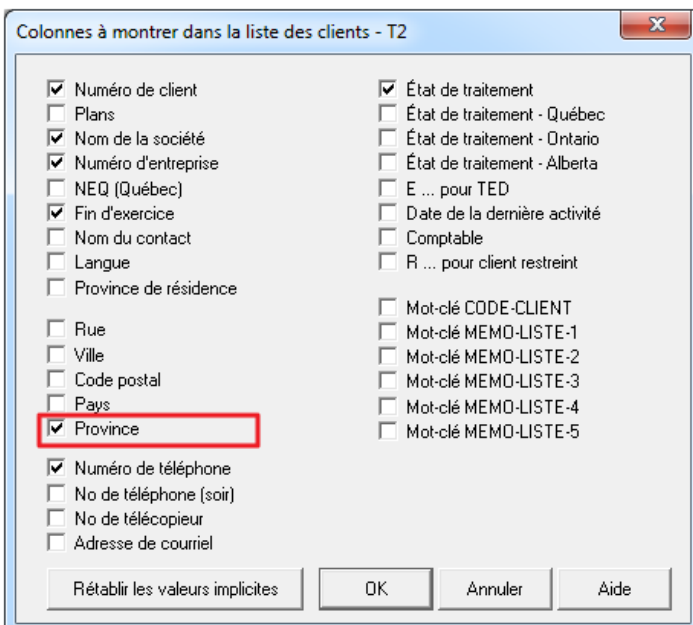 Colonnes à montrer dans la liste des clients - T2
Numéro de client
Plans
Nom de la société
Numéro d'entreprise
NEQ (Québec)
Fin d'exercice
Nom du contact
Langue
Province de résidence
Rue
Ville
Code postal
Pays
Province
Numéro de téléphone
No de téléphone (soir)
No de télécopieur
Adresse de courriel
État de traitement
État de traitement - Québec
État de traitement - Ontario
État de traitement - Alberta
E ... pour TED
Date de la dernière activité
Comptable
R ... pour client restreint
Mot-clé CODE-CLIENT
Mot-clé MEMO-LISTE-1
Mot-clé MEMO-LISTE-2
Mot-clé MEMO-LISTE-3
Mot-clé MEMO-LISTE-4
Mot-clé MEMO-LISTE-5
Rétablir les valeurs implicites
OK
Annuler
Aide